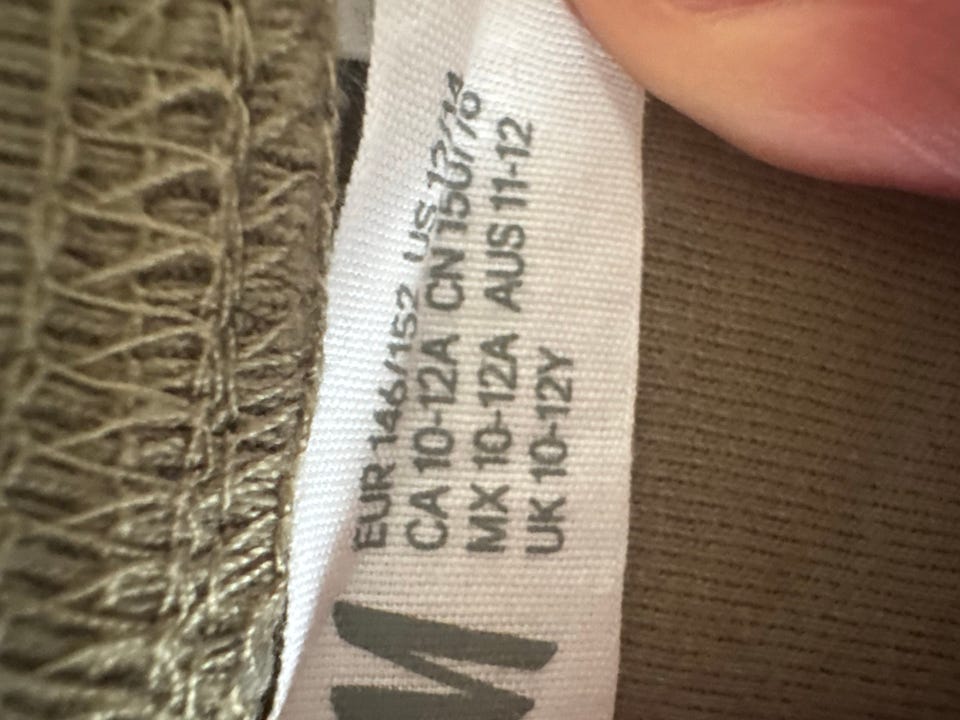 EUR 146/152 US 12/14
CA 10-12A CN 150/76
MX 10-12A AUS 11-12
UK 10-12Y